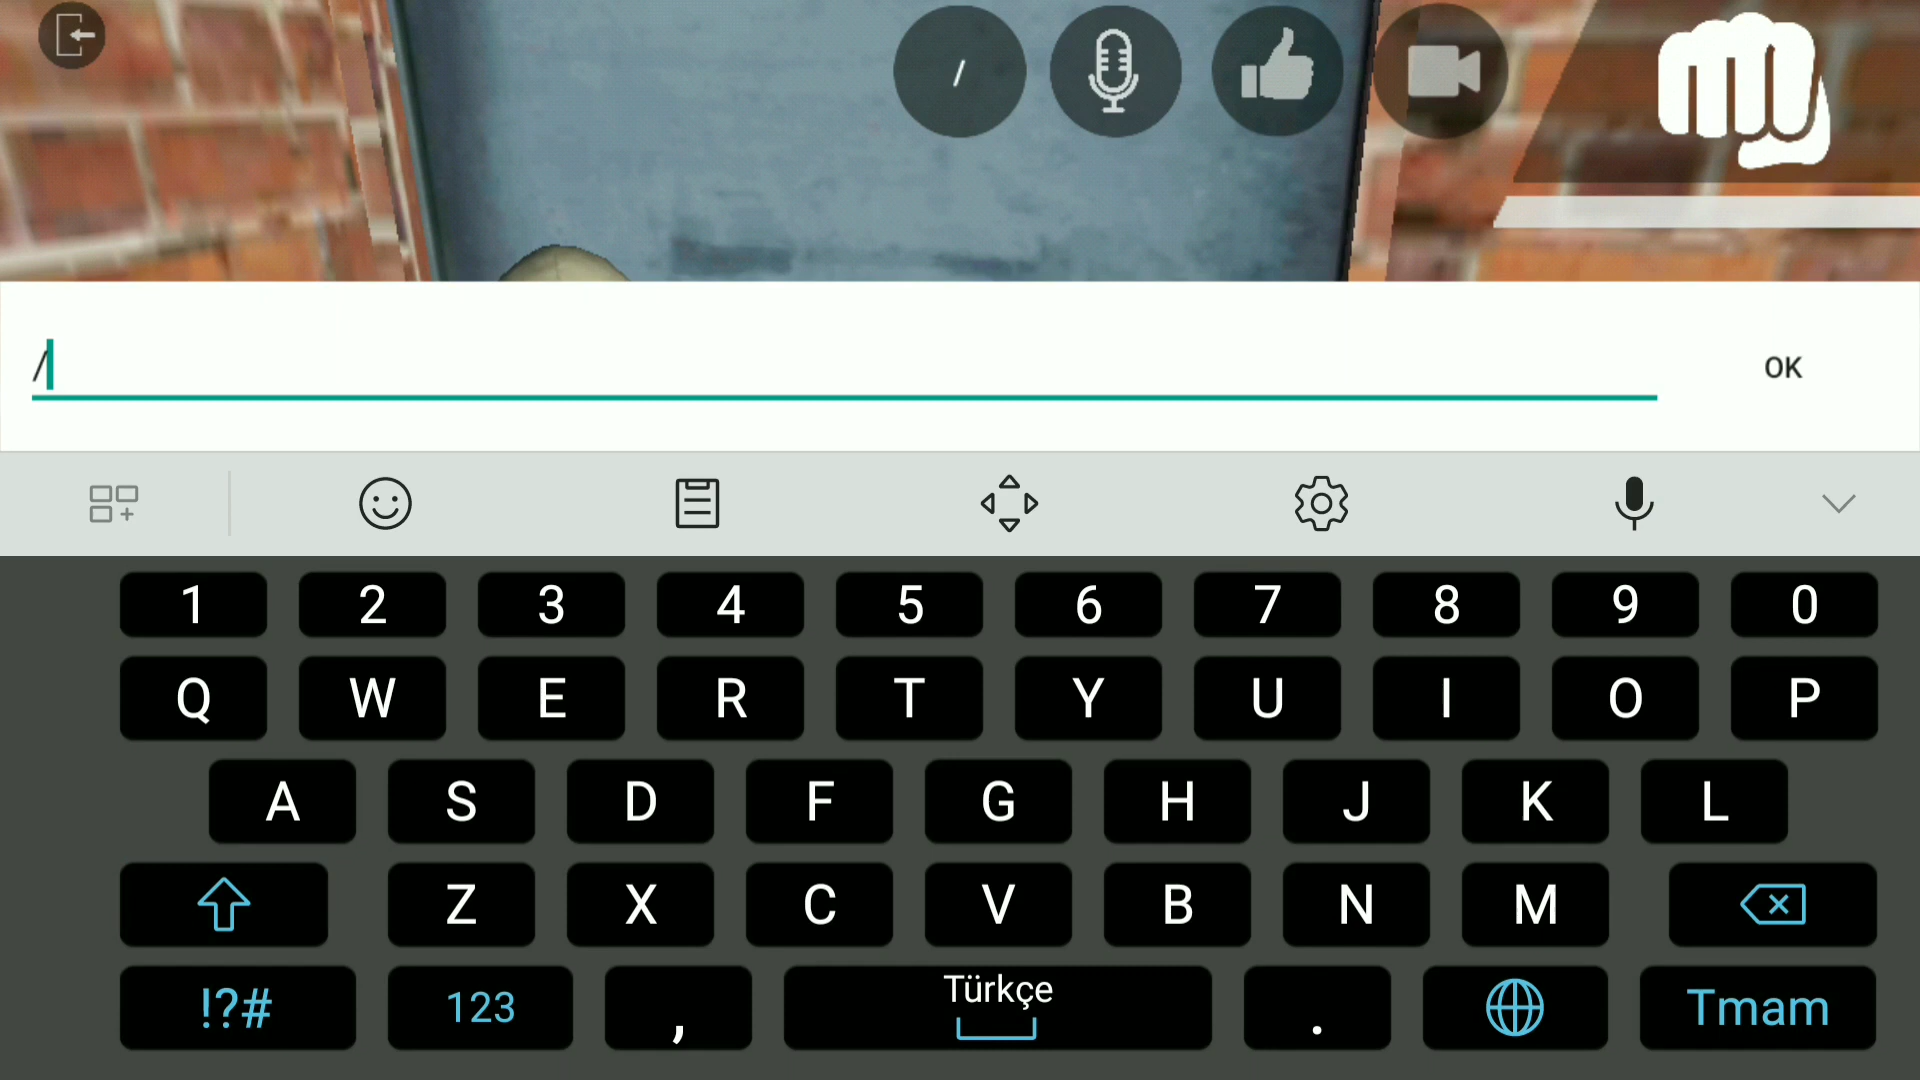 /
/
OK
1 2 3 4 5 6 7 8 9 0
Q W E R T Y U I O P
A S D F G H J K L
Z X C V B N M
!?# 123 , Türkçe . Tmam